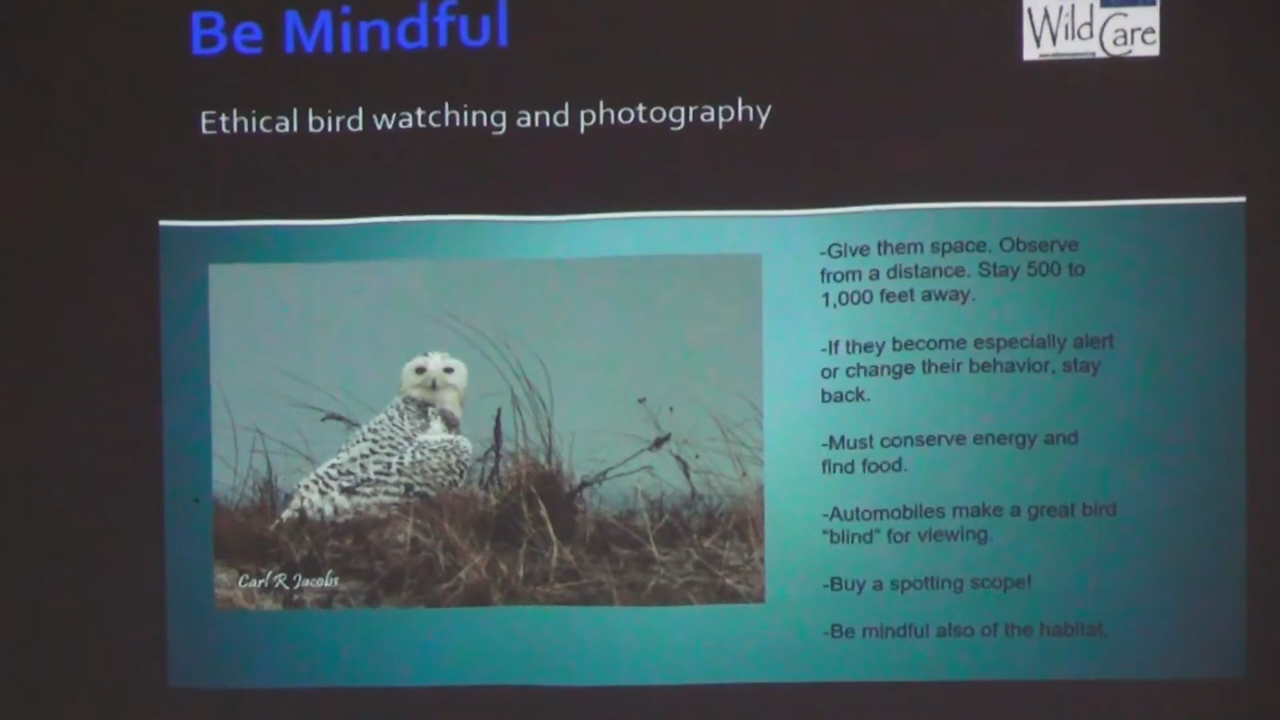 Be Mindful
Wild Care
Ethical bird watching and photography
-Give them space. Observe
from a distance. Stay 500 to
1,000 feet away.
-If they become especially alert
or change their behavior, stay
back.
-Must conserve energy and
find food.
-Automobiles make a great bird
"blind" for viewing.
-Buy a spotting scope!
-Be mindful also of the habitat.
Carl R Jacobs